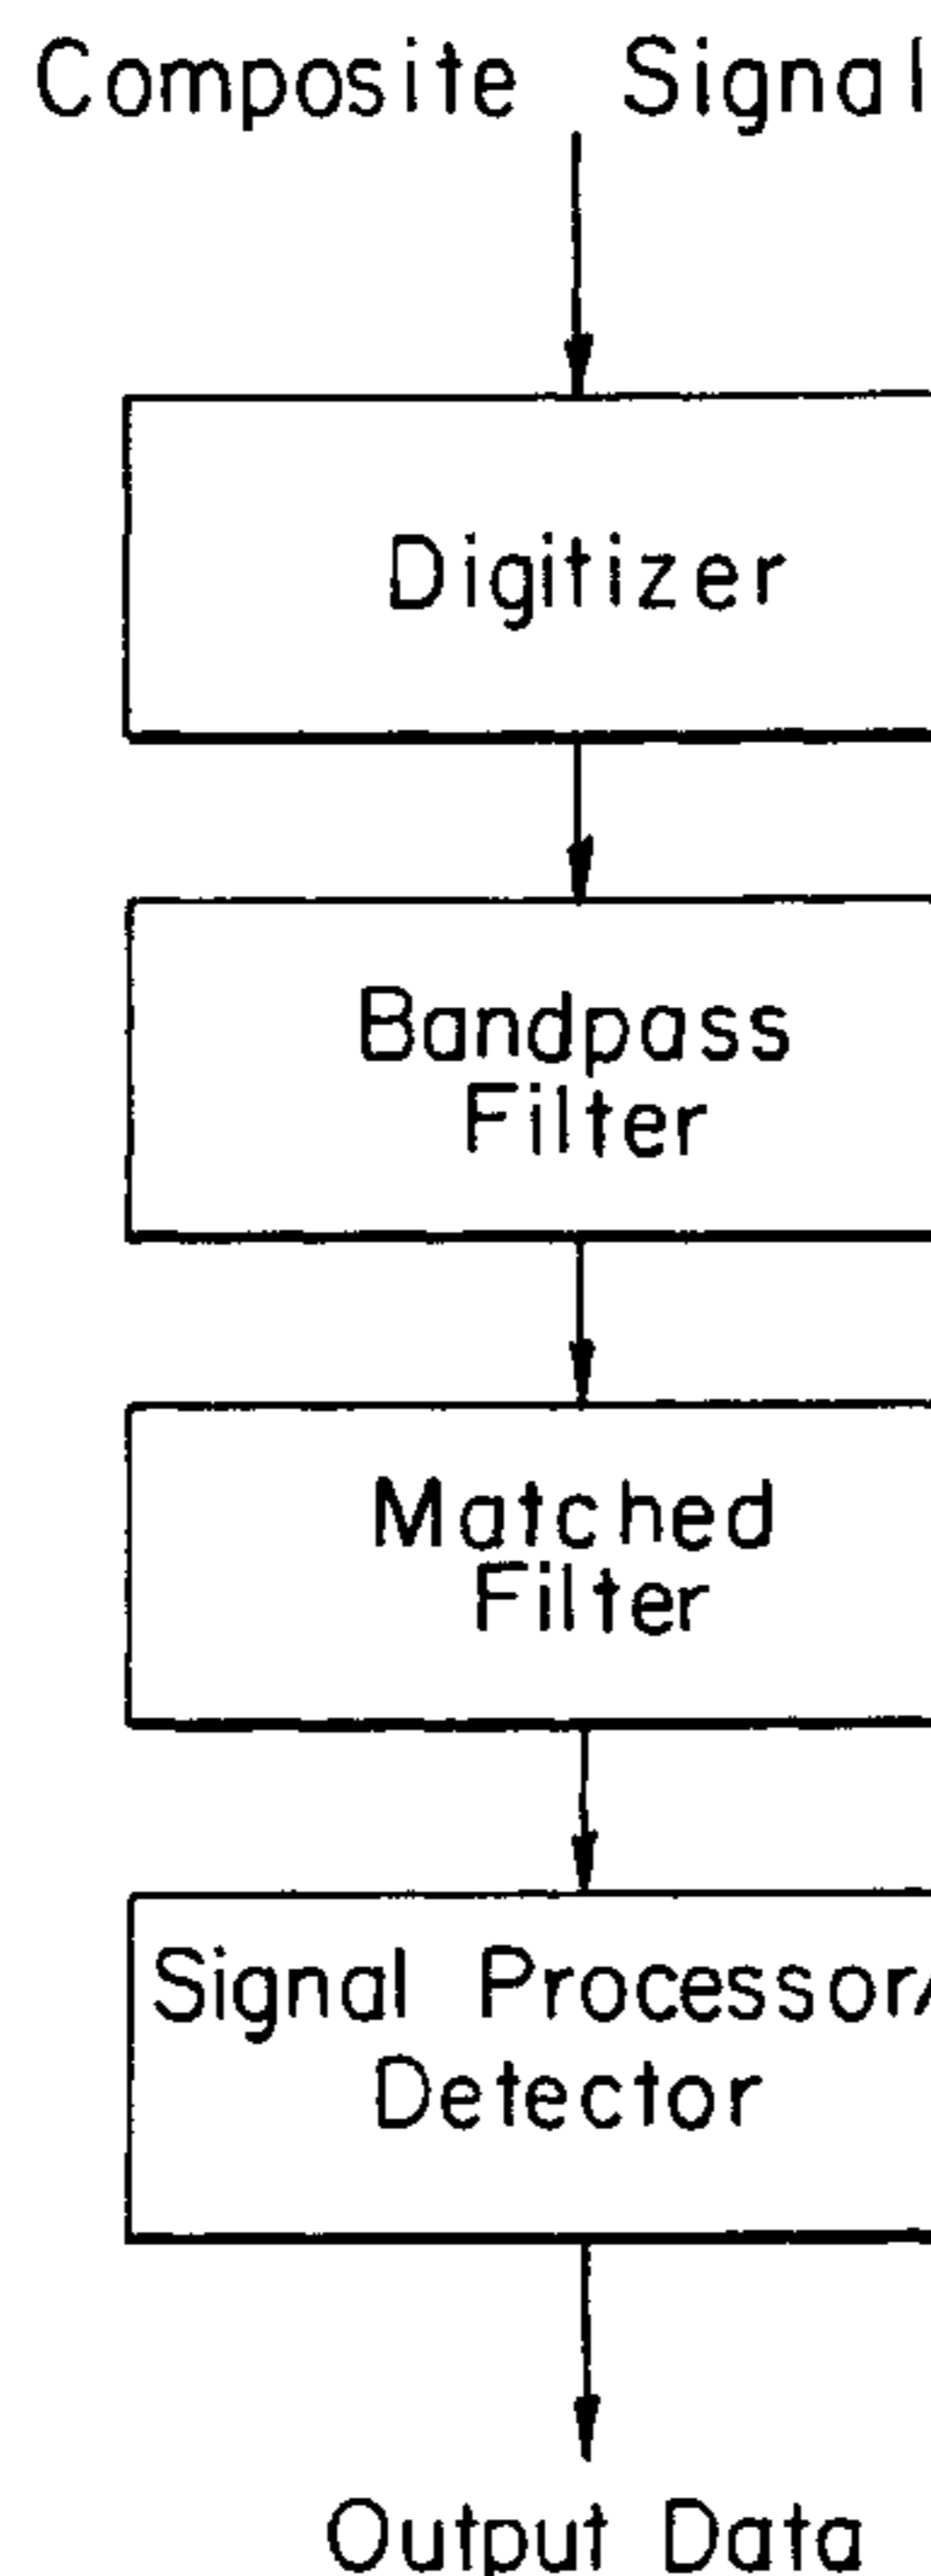 Composite Signal
Digitizer
Bandpass
Filter
Matched
Filter
Signal Processor/
Detector
Output Data